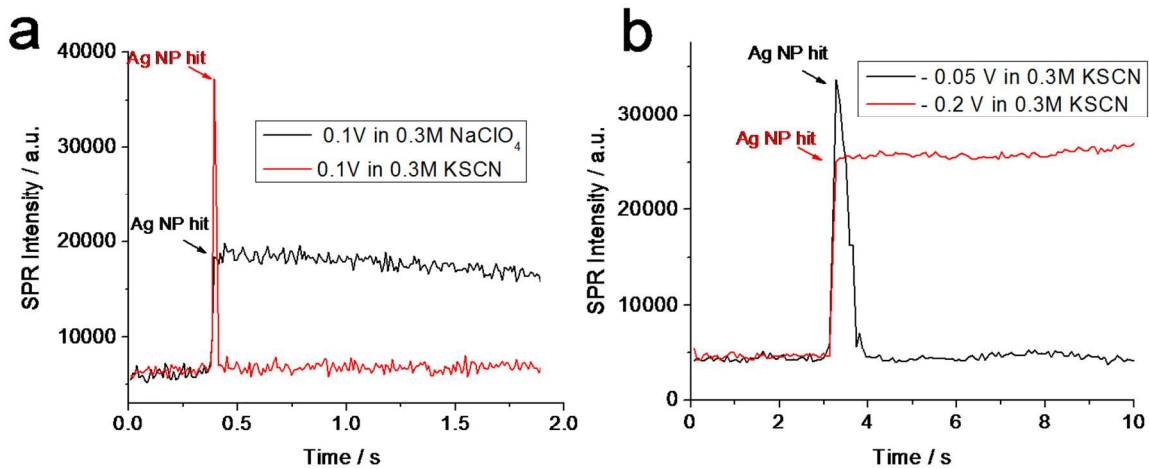 a
SPR Intensity / a.u.
40000
30000
20000
10000
Ag NP hit
0.1V in 0.3M NaClO4
0.1V in 0.3M KSCN
Ag NP hit
0.0
0.5
1.0
1.5
2.0
Time / s
b
SPR Intensity / a.u.
30000
20000
10000
0
Ag NP hit
- 0.05 V in 0.3M KSCN
- 0.2 V in 0.3M KSCN
Ag NP hit
0
2
4
6
8
10
Time / s